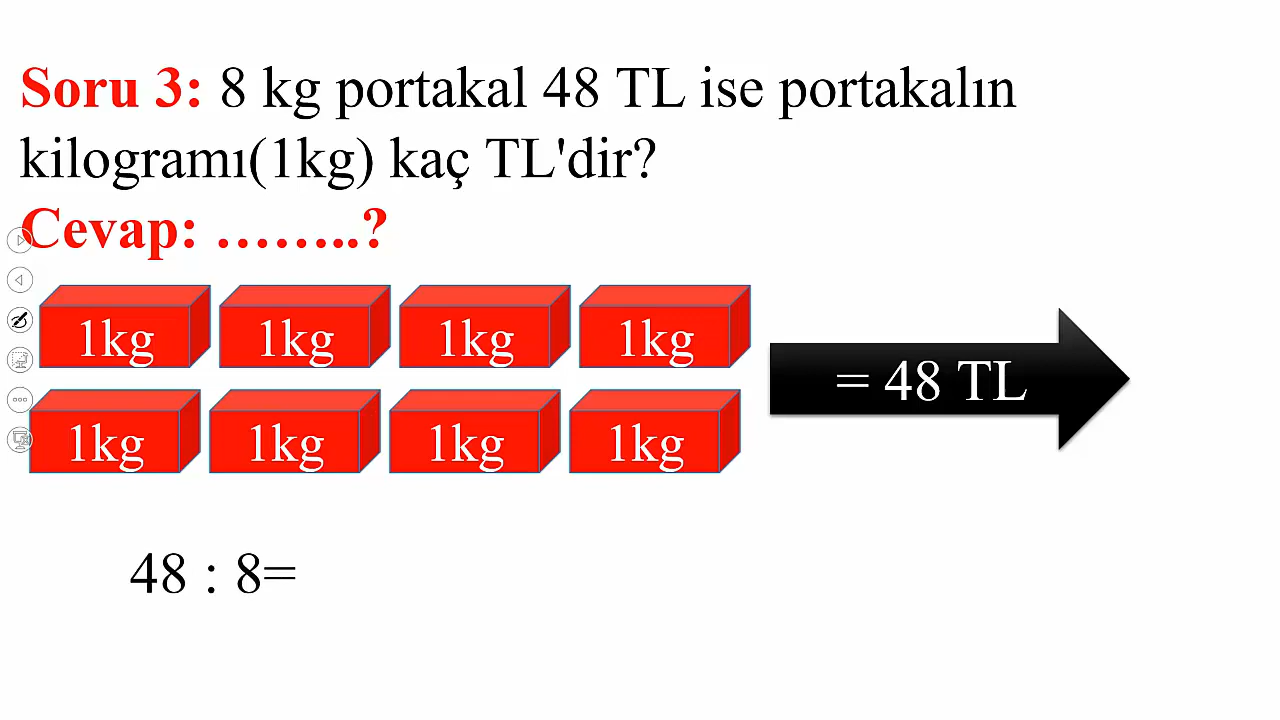 Soru 3: 8 kg portakal 48 TL ise portakalın
kilogramı(1kg) kaç TL'dir?
Cevap: ……..?
1kg 1kg 1kg 1kg
= 48 TL
1kg 1kg 1kg 1kg
48 : 8=